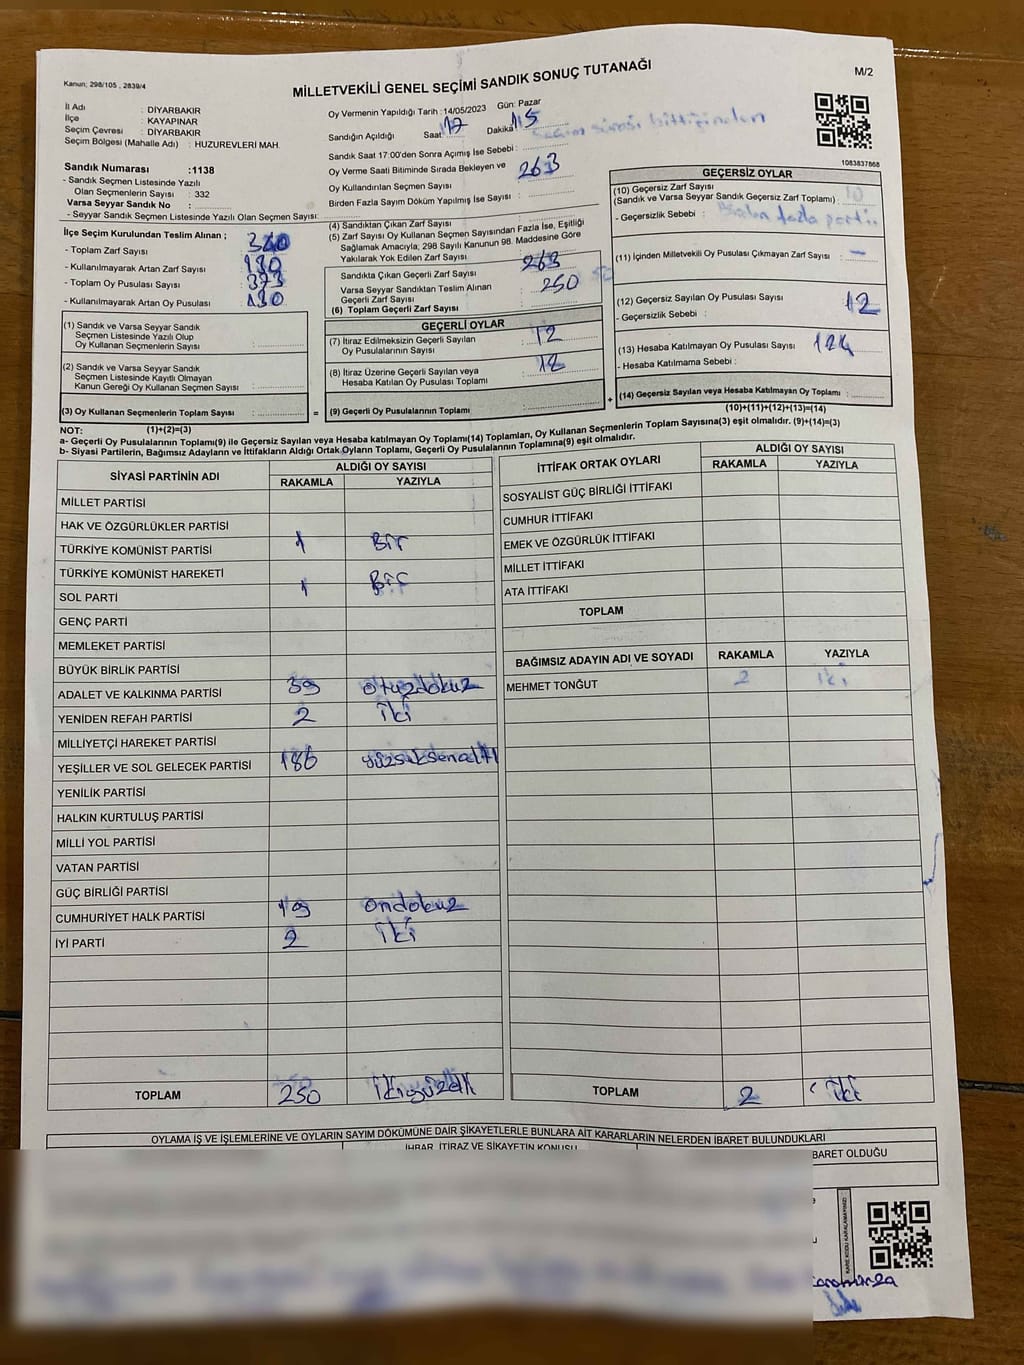 Kanun; 298/105 , 2839/4
MİLLETVEKİLİ GENEL SEÇİMİ SANDIK SONUÇ TUTANAĞI
M/2
İl Adı : DİYARBAKIR
İlçe : KAYAPINAR
Seçim Çevresi : DİYARBAKIR
Seçim Bölgesi (Mahalle Adı) : HUZUREVLERİ MAH.
Sandık Numarası :1138
- Sandık Seçmen Listesinde Yazılı
Olan Seçmenlerin Sayısı : 332
Varsa Seyyar Sandık No :
- Seyyar Sandık Seçmen Listesinde Yazılı Olan Seçmen Sayısı:
İlçe Seçim Kurulundan Teslim Alınan ;
- Toplam Zarf Sayısı :
- Kullanılmayarak Artan Zarf Sayısı : 130
- Toplam Oy Pusulası Sayısı : 373
- Kullanılmayarak Artan Oy Pusulası : 130
(1) Sandık ve Varsa Seyyar Sandık
Seçmen Listesinde Yazılı Olup
Oy Kullanan Seçmenlerin Sayısı :
(2) Sandık ve Varsa Seyyar Sandık
Seçmen Listesinde Kayıtlı Olmayan
Kanun Gereği Oy Kullanan Seçmen Sayısı :
(3) Oy Kullanan Seçmenlerin Toplam Sayısı :
Oy Vermenin Yapıldığı Tarih : 14/05/2023 Gün: Pazar
Sandığın Açıldığı Saat: 17 Dakika: 15
Sandık Saat 17:00'den Sonra Açımış İse Sebebi : seçim süresi bittiğinden
Oy Verme Saati Bitiminde Sırada Bekleyen ve
Oy Kullandırılan Seçmen Sayısı : 263
Birden Fazla Sayım Döküm Yapılmış İse Sayısı :
(4) Sandıktan Çıkan Zarf Sayısı :
(5) Zarf Sayısı Oy Kullanan Seçmen Sayısından Fazla İse, Eşitliği
Sağlamak Amacıyla; 298 Sayılı Kanunun 98. Maddesine Göre
Yakılarak Yok Edilen Zarf Sayısı :
Sandıkta Çıkan Geçerli Zarf Sayısı : 263
Varsa Seyyar Sandıktan Teslim Alınan
Geçerli Zarf Sayısı : 250
(6) Toplam Geçerli Zarf Sayısı :
GEÇERLİ OYLAR
(7) İtiraz Edilmeksizin Geçerli Sayılan
Oy Pusulalarının Sayısı : 12
(8) İtiraz Üzerine Geçerli Sayılan veya
Hesaba Katılan Oy Pusulası Toplamı : 12
= (9) Geçerli Oy Pusulalarının Toplamı :
+
1083837868
GEÇERSİZ OYLAR
(10) Geçersiz Zarf Sayısı
(Sandık ve Varsa Seyyar Sandık Geçersiz Zarf Toplamı) : 10
- Geçersizlik Sebebi : Birden fazla parti
(11) İçinden Milletvekili Oy Pusulası Çıkmayan Zarf Sayısı : -
(12) Geçersiz Sayılan Oy Pusulası Sayısı : 12
- Geçersizlik Sebebi :
(13) Hesaba Katılmayan Oy Pusulası Sayısı :
- Hesaba Katılmama Sebebi :
(14) Geçersiz Sayılan veya Hesaba Katılmayan Oy Toplamı :
(10)+(11)+(12)+(13)=(14)
NOT: (1)+(2)=(3)
a- Geçerli Oy Pusulalarının Toplamı(9) ile Geçersiz Sayılan veya Hesaba katılmayan Oy Toplamı(14) Toplamları, Oy Kullanan Seçmenlerin Toplam Sayısına(3) eşit olmalıdır. (9)+(14)=(3)
b- Siyasi Partilerin, Bağımsız Adayların ve İttifakların Aldığı Ortak Oyların Toplamı, Geçerli Oy Pusulalarının Toplamına(9) eşit olmalıdır.
SİYASİ PARTİNİN ADI ALDIĞI OY SAYISI
RAKAMLA YAZIYLA
MİLLET PARTİSİ
HAK VE ÖZGÜRLÜKLER PARTİSİ
TÜRKİYE KOMÜNİST PARTİSİ 1 Bir
TÜRKİYE KOMÜNİST HAREKETİ
SOL PARTİ 1 Bir
GENÇ PARTİ
MEMLEKET PARTİSİ
BÜYÜK BİRLİK PARTİSİ
ADALET VE KALKINMA PARTİSİ 39 otuzdokuz
YENİDEN REFAH PARTİSİ 2 iki
MİLLİYETÇİ HAREKET PARTİSİ
YEŞİLLER VE SOL GELECEK PARTİSİ 186 yüzseksenaltı
YENİLİK PARTİSİ
HALKIN KURTULUŞ PARTİSİ
MİLLİ YOL PARTİSİ
VATAN PARTİSİ
GÜÇ BİRLİĞİ PARTİSİ
CUMHURİYET HALK PARTİSİ 19 ondokuz
İYİ PARTİ 2 iki
TOPLAM 250 ikiyüzelli
İTTİFAK ORTAK OYLARI ALDIĞI OY SAYISI
RAKAMLA YAZIYLA
SOSYALİST GÜÇ BİRLİĞİ İTTİFAKI
CUMHUR İTTİFAKI
EMEK VE ÖZGÜRLÜK İTTİFAKI
MİLLET İTTİFAKI
ATA İTTİFAKI
TOPLAM
BAĞIMSIZ ADAYIN ADI VE SOYADI RAKAMLA YAZIYLA
MEHMET TONĞUT 2 iki
TOPLAM 2 iki
OYLAMA İŞ VE İŞLEMLERİNE VE OYLARIN SAYIM DÖKÜMÜNE DAİR ŞİKAYETLERLE BUNLARA AİT KARARLARIN NELERDEN İBARET BULUNDUKLARI
İHBAR, İTİRAZ VE ŞİKAYETİN KONUSU
BARET OLDUĞU